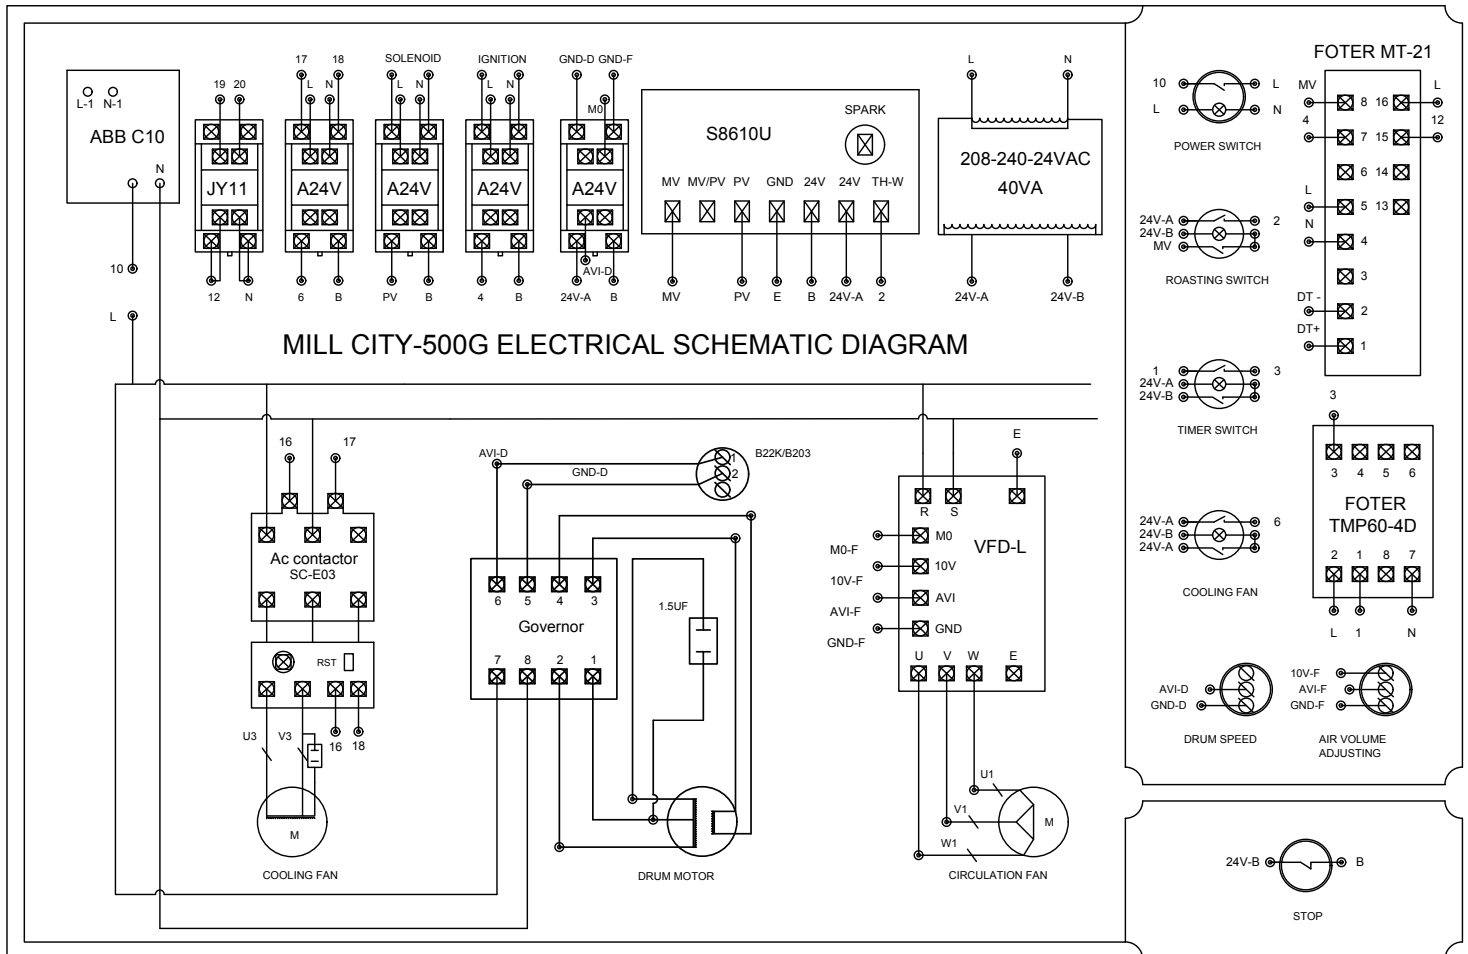 L-1 N-1
ABB C10
N
10
L
19 20
JY11
12 N
17 18
L N
A24V
6 B
SOLENOID
L N
A24V
PV B
IGNITION
L N
A24V
4 B
GND-D GND-F
M0
A24V
AVI-D
24V-A B
S8610U
SPARK
MV MV/PV PV GND 24V 24V TH-W
MV PV E B 24V-A 2
L N
208-240-24VAC
40VA
24V-A 24V-B
MILL CITY-500G ELECTRICAL SCHEMATIC DIAGRAM
16 17
Ac contactor
SC-E03
RST
U3 V3 16 18
M
COOLING FAN
AVI-D
GND-D
1
2
B22K/B203
6 5 4 3
Governor
7 8 2 1
1.5UF
DRUM MOTOR
E
R S
VFD-L
M0
10V
AVI
GND
M0-F
10V-F
AVI-F
GND-F
U V W E
U1
V1
W1
M
CIRCULATION FAN
10 L
L N
POWER SWITCH
24V-A 2
24V-B
MV
ROASTING SWITCH
1 3
24V-A
24V-B
TIMER SWITCH
24V-A 6
24V-B
24V-A
COOLING FAN
AVI-D
GND-D
DRUM SPEED
FOTER MT-21
MV 8 16 L
4 7 15 12
6 14
L 5 13
N 4
3
DT - 2
DT+ 1
3
3 4 5 6
FOTER
TMP60-4D
2 1 8 7
L 1 N
10V-F
AVI-F
GND-F
AIR VOLUME
ADJUSTING
24V-B B
STOP